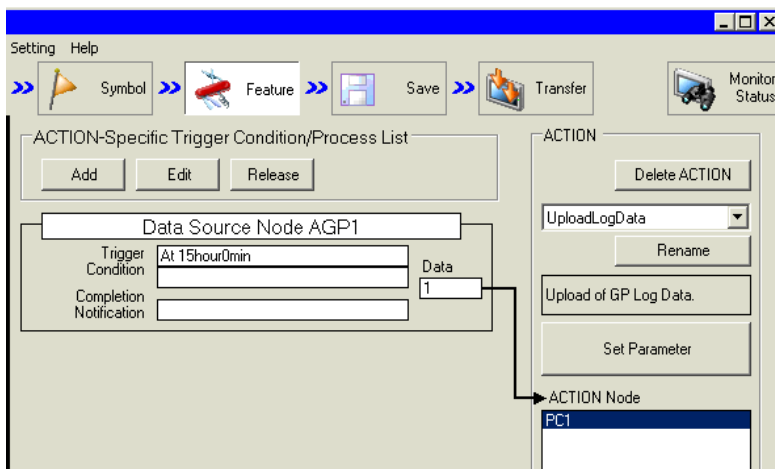 Setting Help
Symbol Feature Save Transfer Monitor
Status
ACTION-Specific Trigger Condition/Process List
Add Edit Release
Data Source Node AGP1
Trigger
Condition
At 15hour0min
Data
1
Completion
Notification
ACTION
Delete ACTION
UploadLogData
Rename
Upload of GP Log Data.
Set Parameter
ACTION Node
PC1